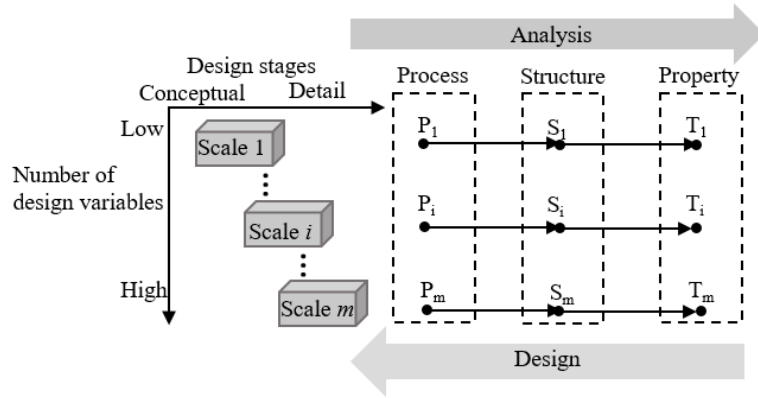 Analysis
Design stages
Conceptual Detail
Process Structure Property
Low
Number of
design variables
High
Scale 1
Scale i
Scale m
P₁ S₁ T₁
Pᵢ Sᵢ Tᵢ
Pₘ Sₘ Tₘ
Design